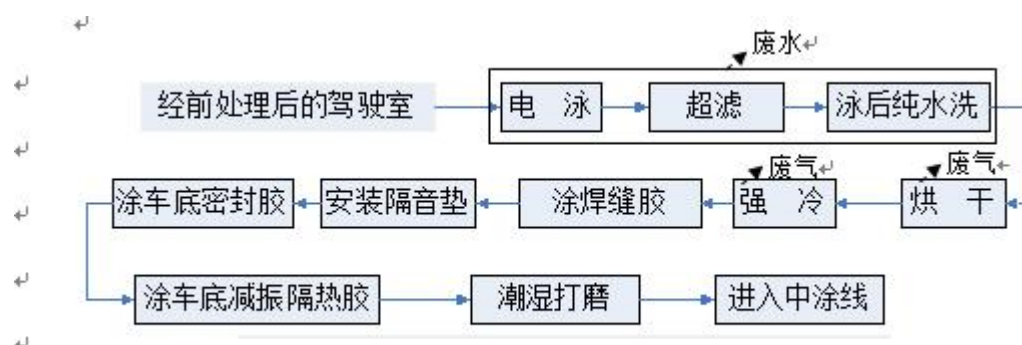 废水
经前处理后的驾驶室 电 泳 超滤 泳后纯水洗
废气 废气
涂车底密封胶 安装隔音垫 涂焊缝胶 强 冷 烘 干
涂车底减振隔热胶 潮湿打磨 进入中涂线